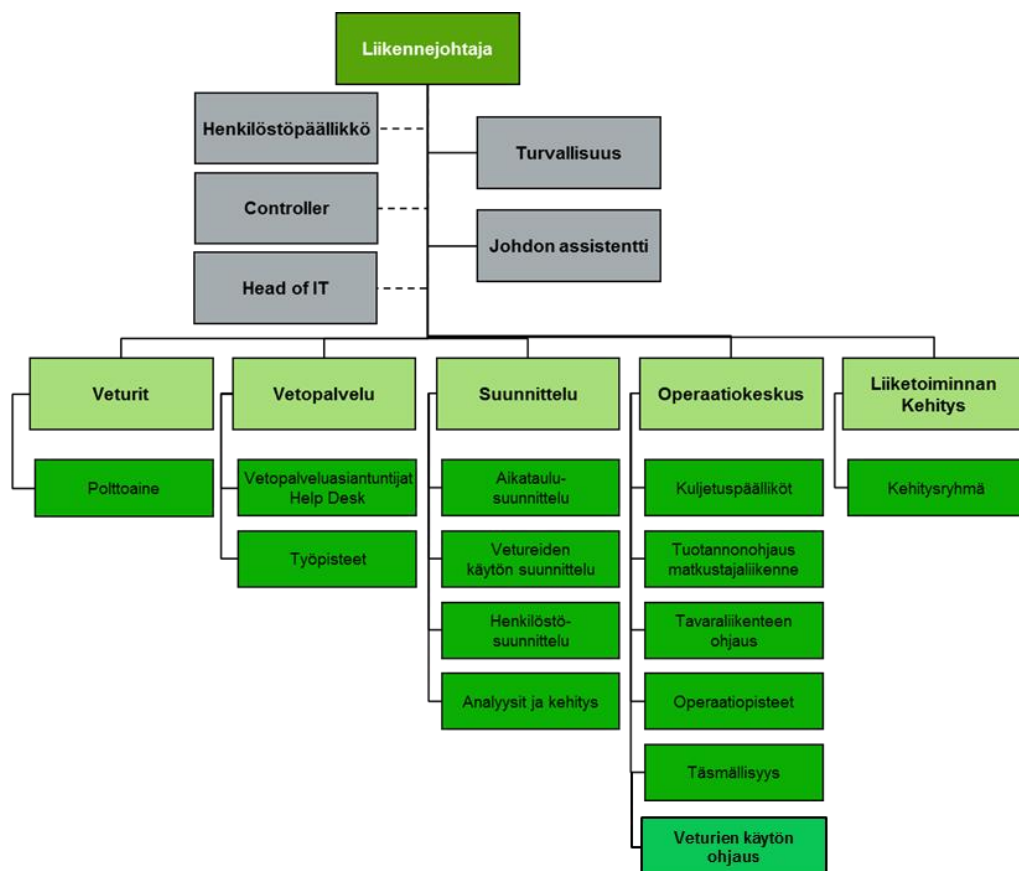 Liikennejohtaja
Henkilöstöpäällikkö
Turvallisuus
Controller
Johdon assistentti
Head of IT
Veturit
Vetopalvelu
Suunnittelu
Operaatiokeskus
Liiketoiminnan
Kehitys
Polttoaine
Vetopalveluasiantuntijat
Help Desk
Työpisteet
Aikataulu-
suunnittelu
Vetureiden
käytön suunnittelu
Henkilöstö-
suunnittelu
Analyysit ja kehitys
Kuljetuspäälliköt
Tuotannonohjaus
matkustajaliikenne
Tavaraliikenteen
ohjaus
Operaatiopisteet
Täsmällisyys
Veturien käytön
ohjaus
Kehitysryhmä